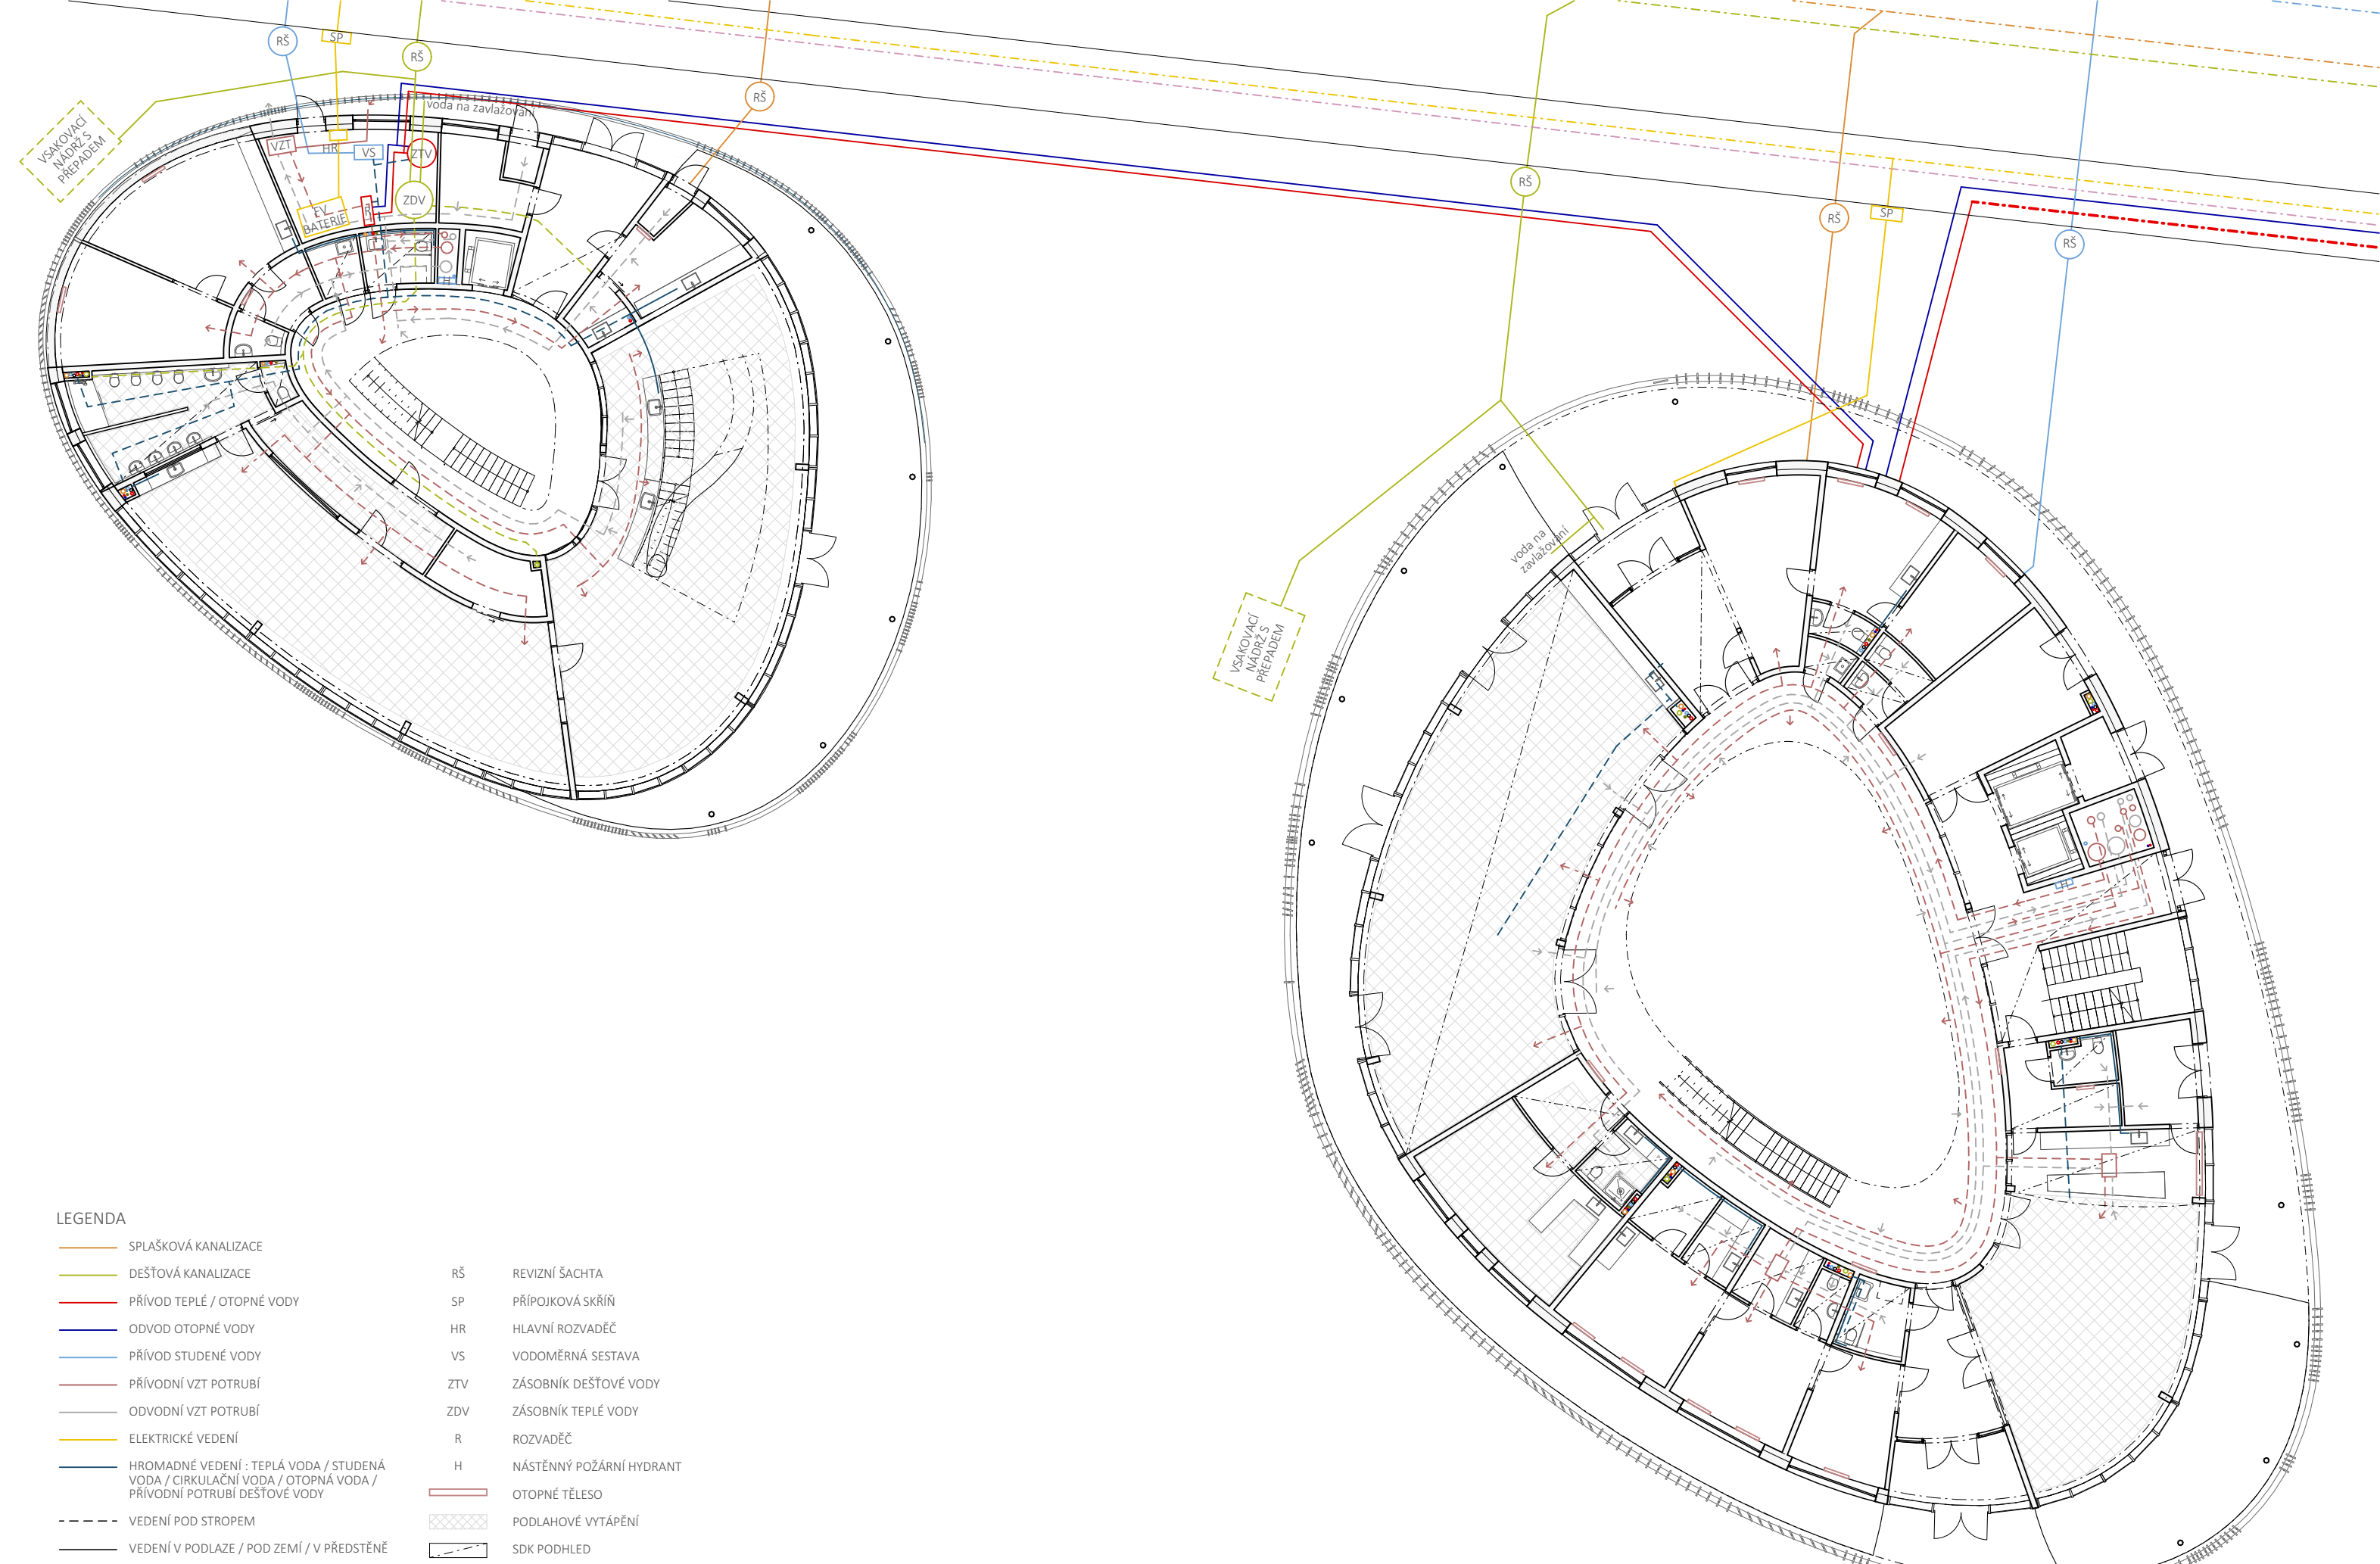 RŠ
SP
RŠ
RŠ
voda na zavlažování
VSAKOVACÍ
NÁDRŽ S
PŘEPADEM
VZT
HR
VS
ZTV
ZDV
R
EV
BATERIE
H
RŠ
RŠ
SP
RŠ
voda na
zavlažování
VSAKOVACÍ
NÁDRŽ S
PŘEPADEM
H
LEGENDA
SPLAŠKOVÁ KANALIZACE
DEŠŤOVÁ KANALIZACE
PŘÍVOD TEPLÉ / OTOPNÉ VODY
ODVOD OTOPNÉ VODY
PŘÍVOD STUDENÉ VODY
PŘÍVODNÍ VZT POTRUBÍ
ODVODNÍ VZT POTRUBÍ
ELEKTRICKÉ VEDENÍ
HROMADNÉ VEDENÍ : TEPLÁ VODA / STUDENÁ
VODA / CIRKULAČNÍ VODA / OTOPNÁ VODA /
PŘÍVODNÍ POTRUBÍ DEŠŤOVÉ VODY
VEDENÍ POD STROPEM
VEDENÍ V PODLAZE / POD ZEMÍ / V PŘEDSTĚNĚ
RŠ REVIZNÍ ŠACHTA
SP PŘÍPOJKOVÁ SKŘÍŇ
HR HLAVNÍ ROZVADĚČ
VS VODOMĚRNÁ SESTAVA
ZTV ZÁSOBNÍK DEŠŤOVÉ VODY
ZDV ZÁSOBNÍK TEPLÉ VODY
R ROZVADĚČ
H NÁSTĚNNÝ POŽÁRNÍ HYDRANT
OTOPNÉ TĚLESO
PODLAHOVÉ VYTÁPĚNÍ
SDK PODHLED